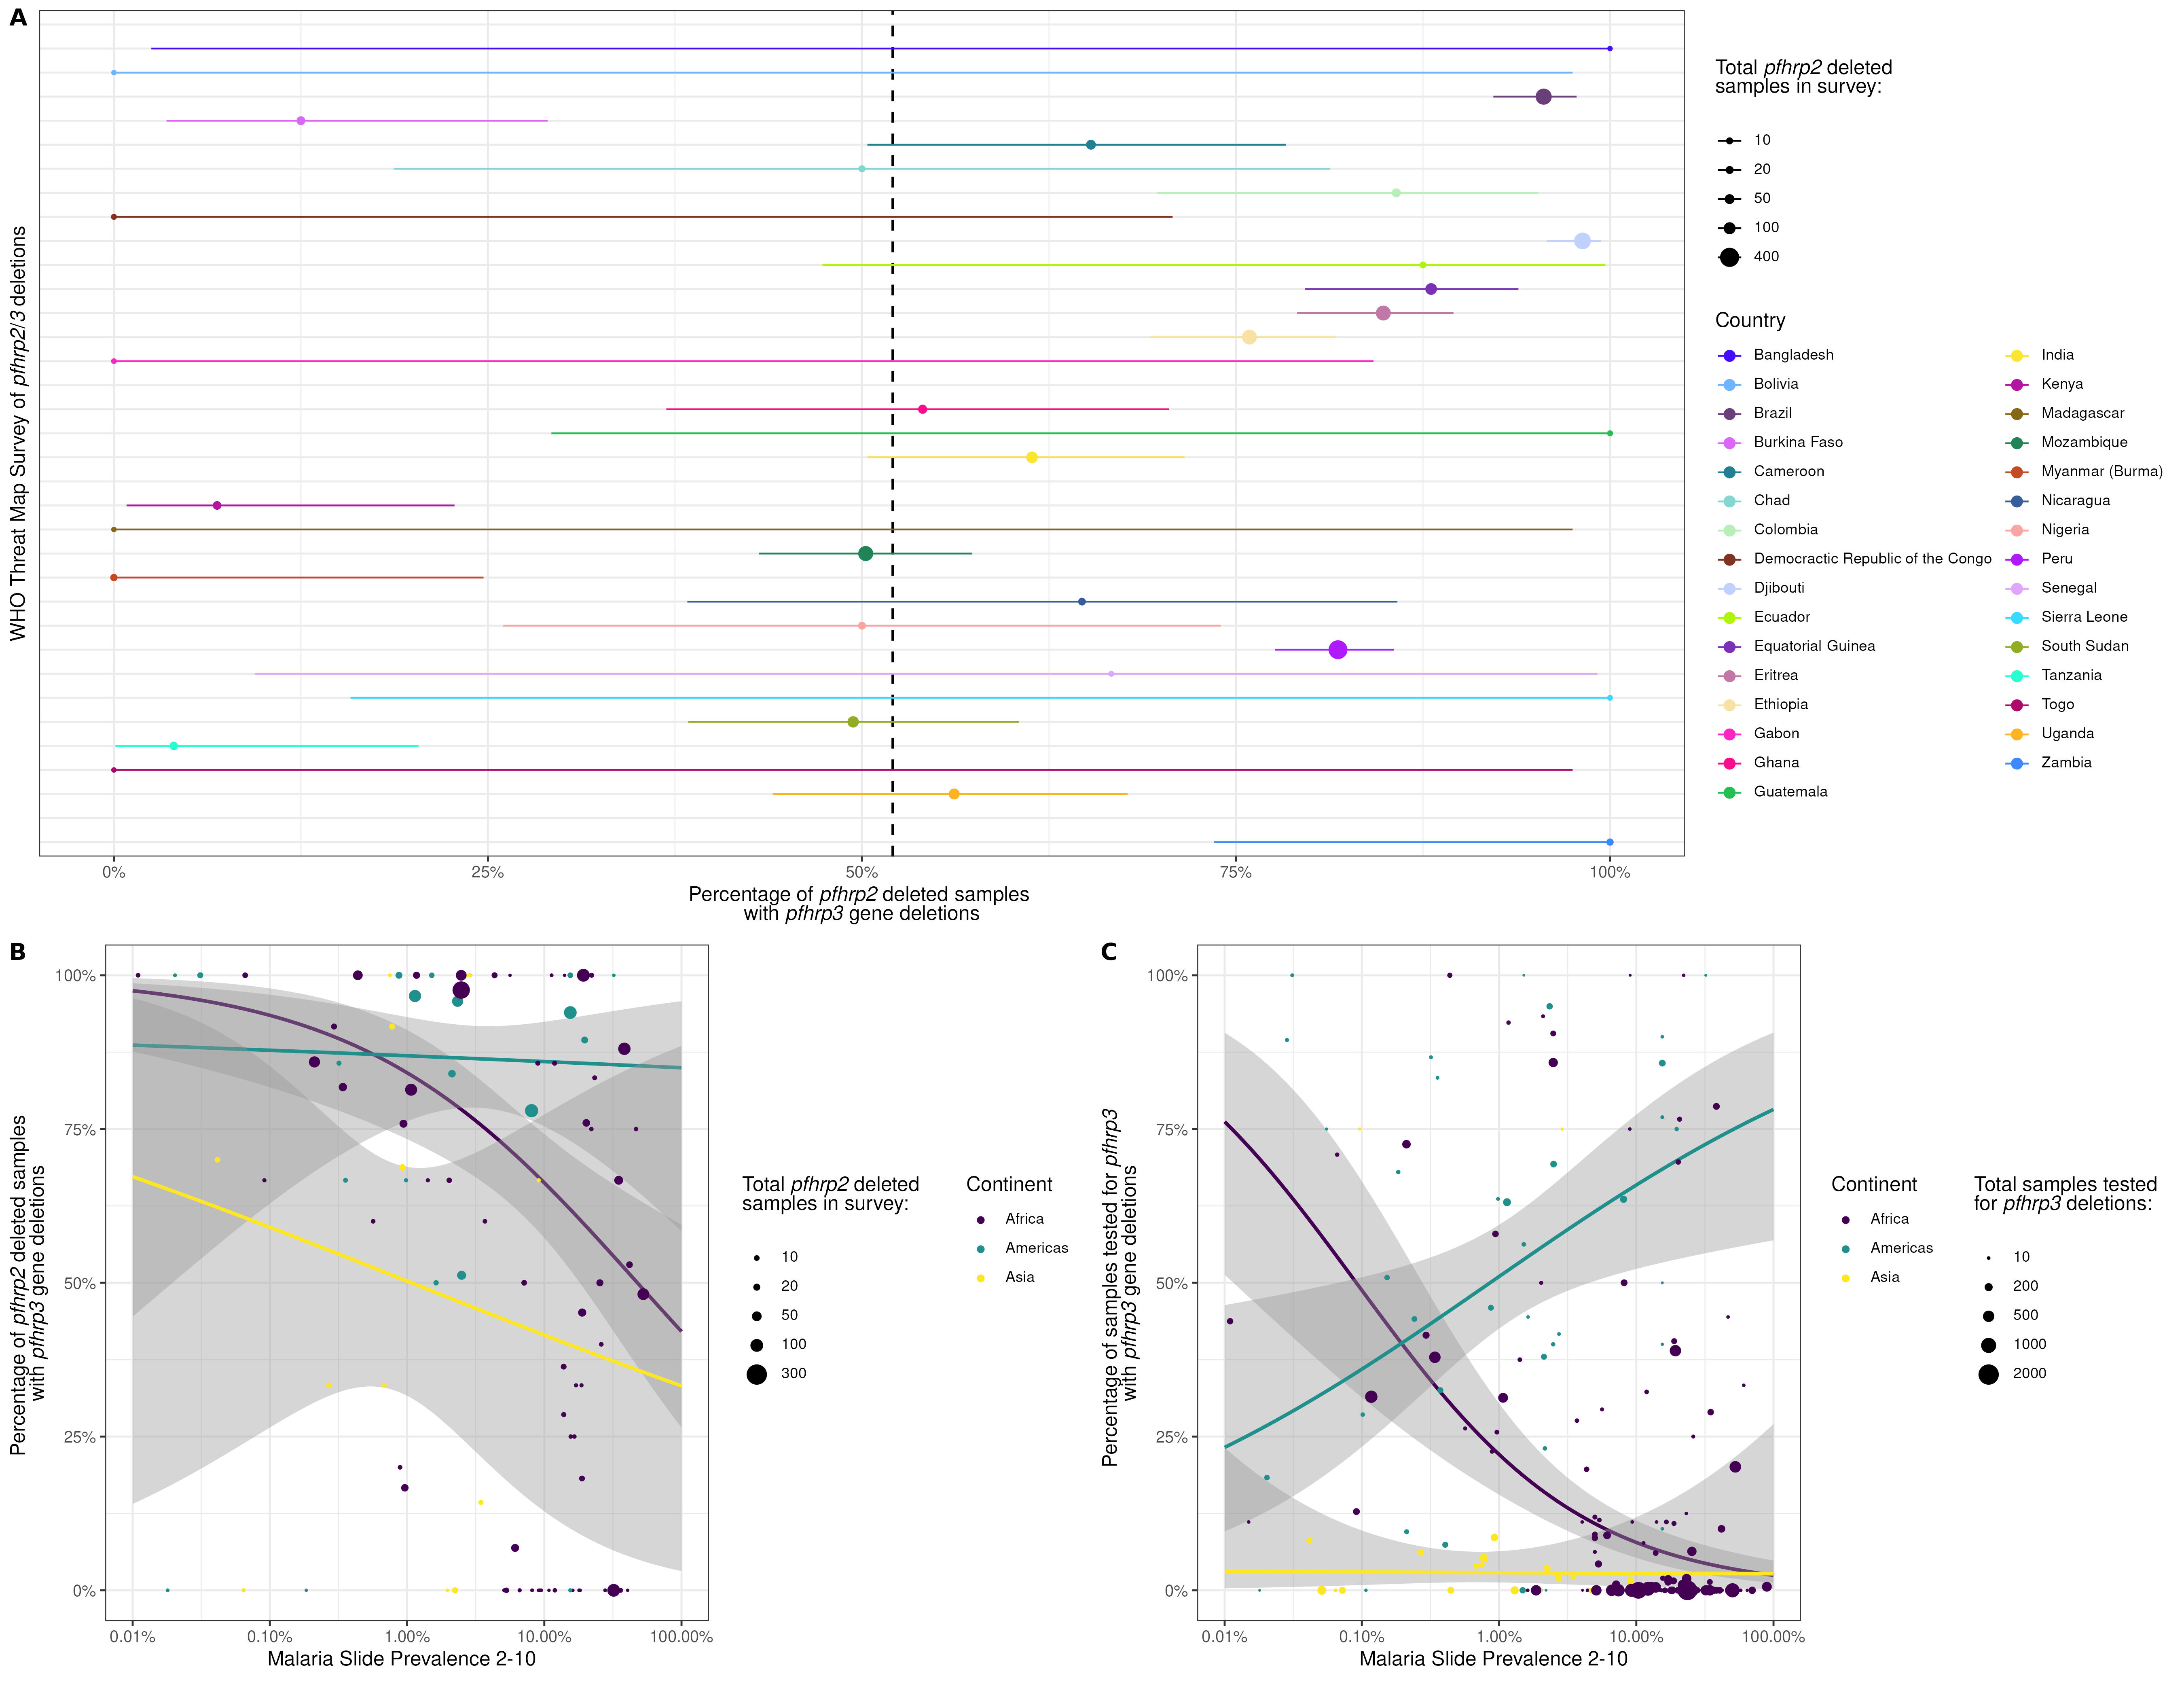 A
WHO Threat Map Survey of pfhrp2/3 deletions
0%
25%
50%
75%
100%
Percentage of pfhrp2 deleted samples
with pfhrp3 gene deletions
Total pfhrp2 deleted
samples in survey:
10
20
50
100
400
Country
Bangladesh
Bolivia
Brazil
Burkina Faso
Cameroon
Chad
Colombia
Democractic Republic of the Congo
Djibouti
Ecuador
Equatorial Guinea
Eritrea
Ethiopia
Gabon
Ghana
Guatemala
India
Kenya
Madagascar
Mozambique
Myanmar (Burma)
Nicaragua
Nigeria
Peru
Senegal
Sierra Leone
South Sudan
Tanzania
Togo
Uganda
Zambia
B
Percentage of pfhrp2 deleted samples
with pfhrp3 gene deletions
100%
75%
50%
25%
0%
0.01%
0.10%
1.00%
10.00%
100.00%
Malaria Slide Prevalence 2-10
Total pfhrp2 deleted
samples in survey:
10
20
50
100
300
Continent
Africa
Americas
Asia
C
Percentage of samples tested for pfhrp3
with pfhrp3 gene deletions
100%
75%
50%
25%
0%
0.01%
0.10%
1.00%
10.00%
100.00%
Malaria Slide Prevalence 2-10
Continent
Africa
Americas
Asia
Total samples tested
for pfhrp3 deletions:
10
200
500
1000
2000